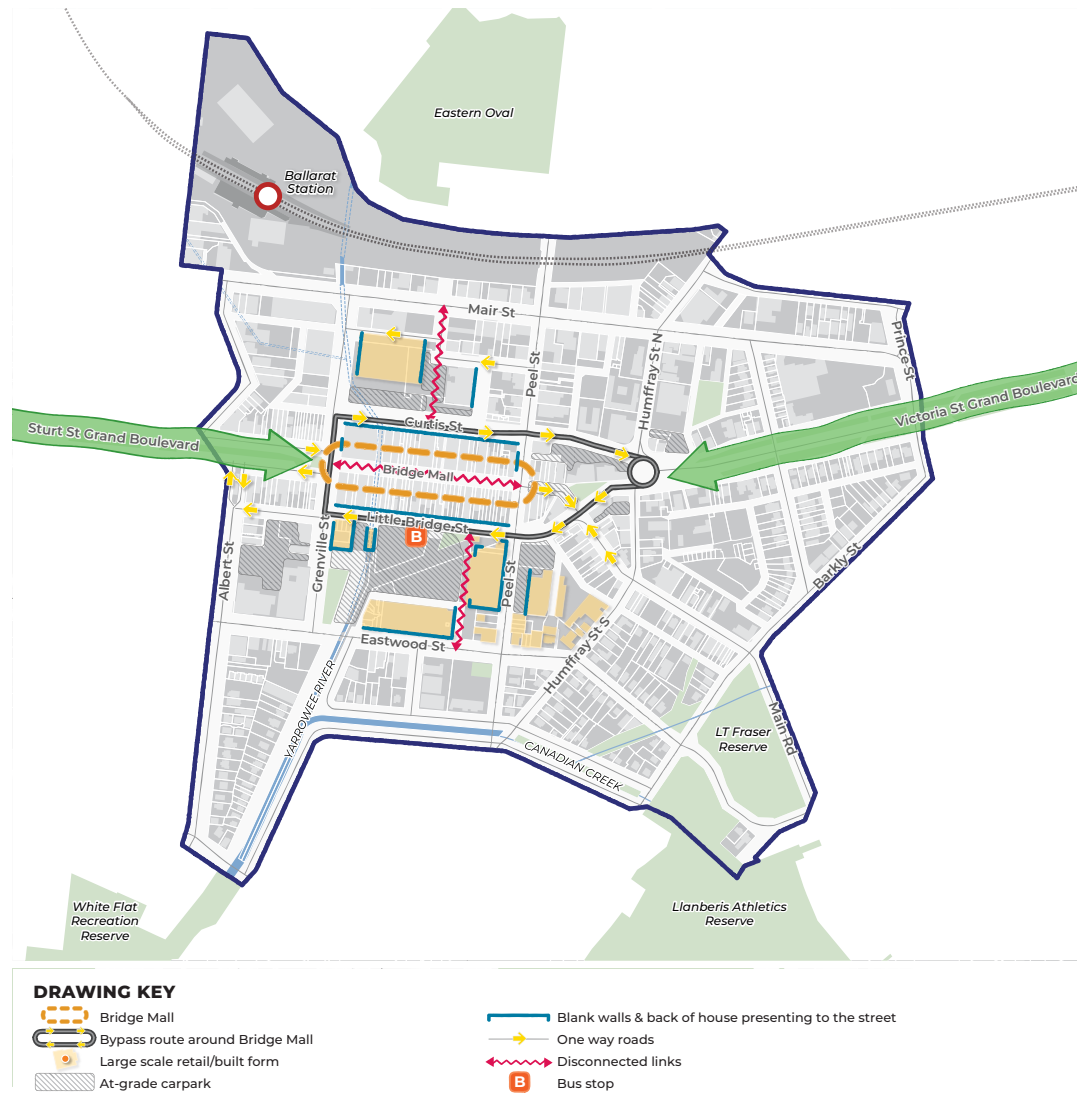 Eastern Oval
Ballarat
Station
Mair St
Prince St
Peel St
Humffray St N
Victoria St Grand Boulevard
Sturt St Grand Boulevard
Curtis St
Bridge Mall
Little Bridge St
B
Grenville St
Albert St
Peel St
Barkly St
Eastwood St
Humffray St S
YARROWEE RIVER
Main Rd
LT Fraser
Reserve
CANADIAN CREEK
White Flat
Recreation
Reserve
Llanberis Athletics
Reserve
DRAWING KEY
Bridge Mall
Bypass route around Bridge Mall
Large scale retail/built form
At-grade carpark
Blank walls & back of house presenting to the street
One way roads
Disconnected links
B
Bus stop